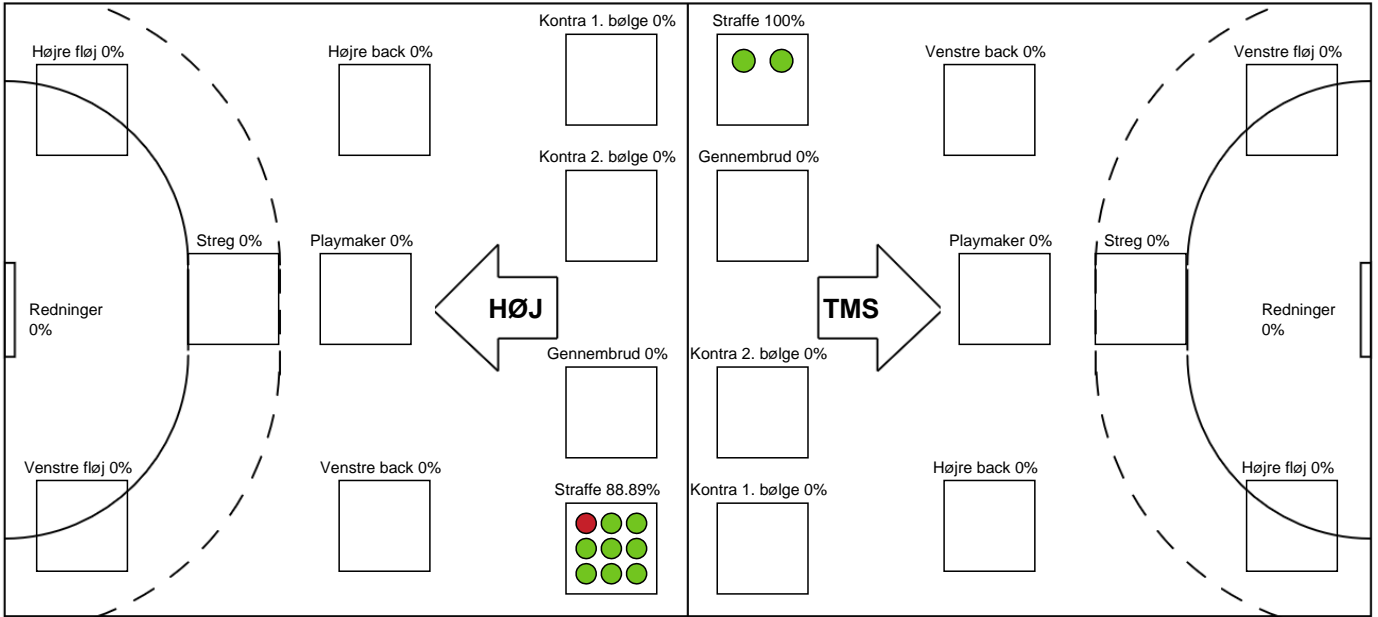 Kontra 1. bølge 0%
Straffe 100%
Højre fløj 0%
Højre back 0%
Venstre back 0%
Venstre fløj 0%
Kontra 2. bølge 0%
Gennembrud 0%
Streg 0%
Playmaker 0%
Playmaker 0%
Streg 0%
Redninger
0%
HØJ
TMS
Redninger
0%
Gennembrud 0%
Kontra 2. bølge 0%
Venstre fløj 0%
Venstre back 0%
Højre back 0%
Højre fløj 0%
Straffe 88.89%
Kontra 1. bølge 0%